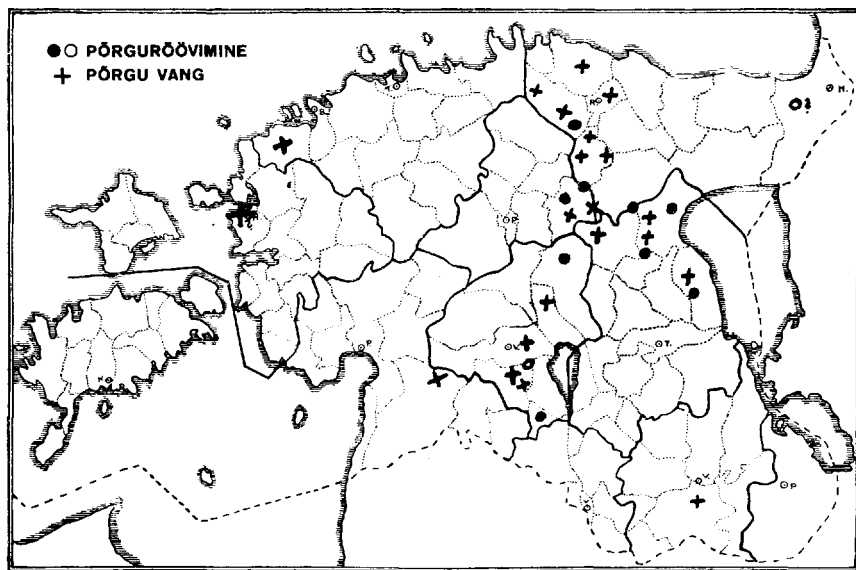 ●○ PÕRGURÖÖVIMINE
+ PÕRGU VANG
H.
P.
V.
T.
P.
V.
P.